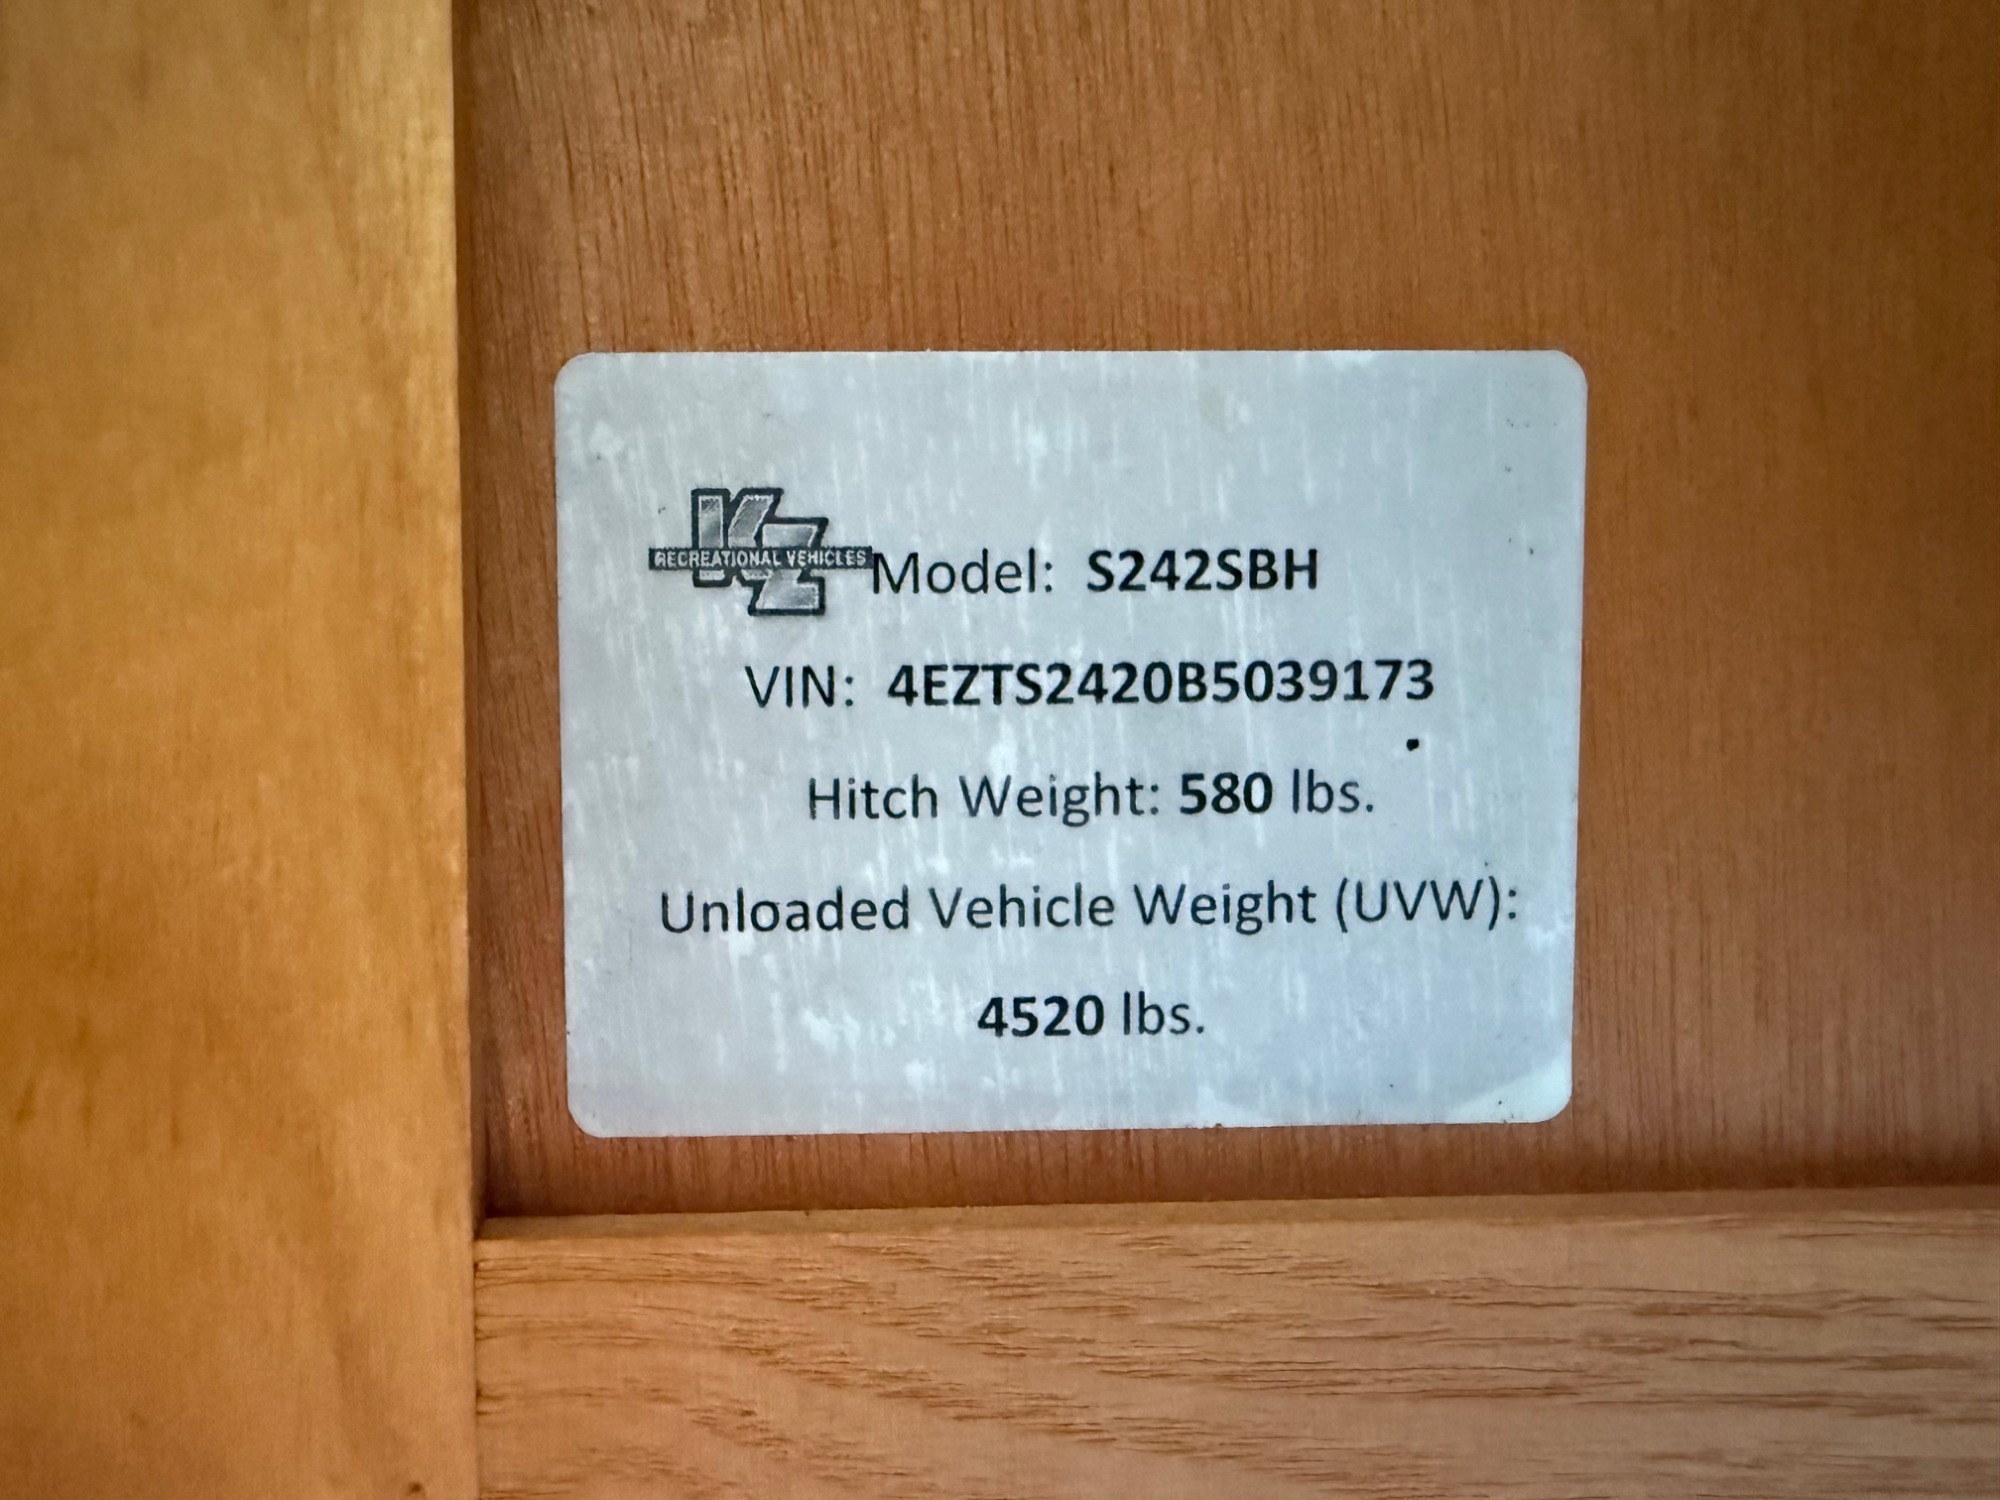 KZ
RECREATIONAL VEHICLES
Model: S242SBH
VIN: 4EZTS2420B5039173
Hitch Weight: 580 lbs.
Unloaded Vehicle Weight (UVW):
4520 lbs.